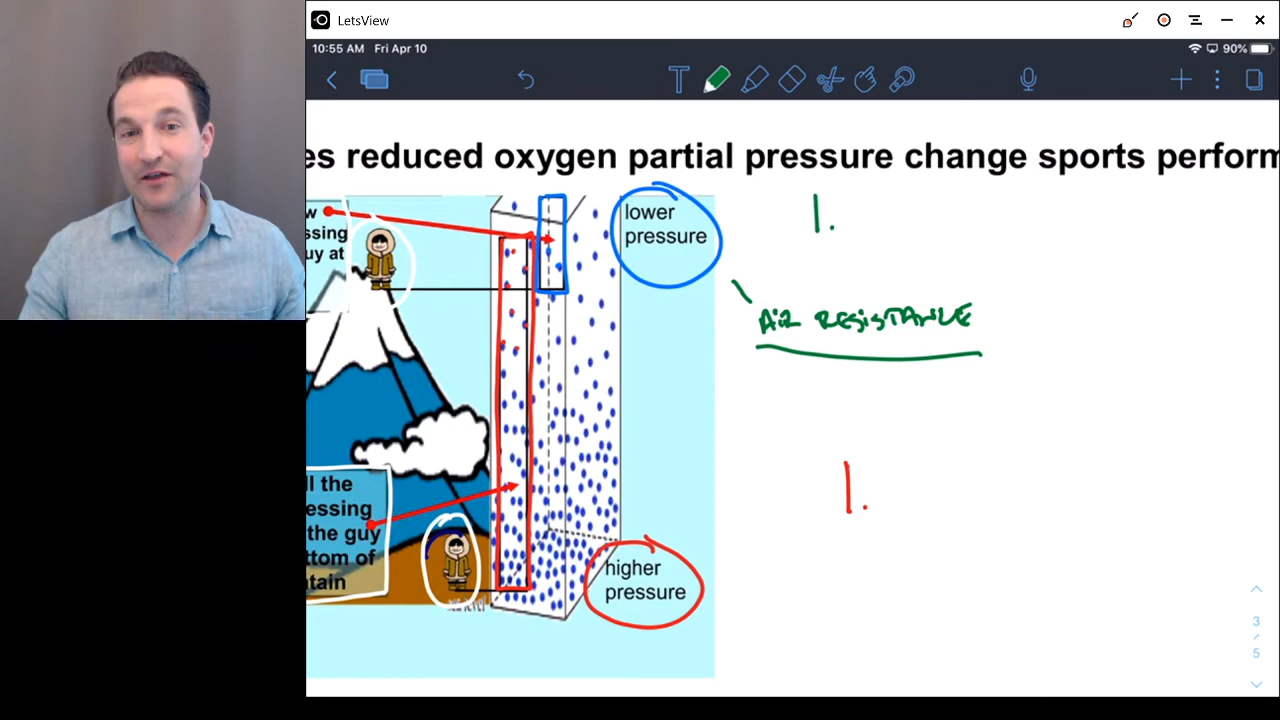 LetsView
10:55 AM Fri Apr 10
90%
es reduced oxygen partial pressure change sports perform
w
ssing
uy at
lower
pressure
1.
AIR RESISTANCE
ll the
essing
the guy
ttom of
tain
1.
higher
pressure
3
5